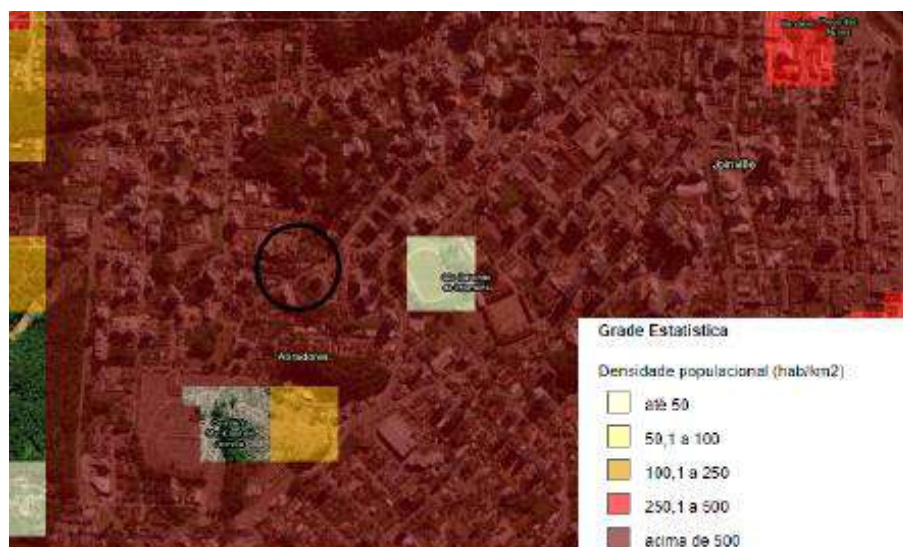 Joinville
Grade Estatística
Densidade populacional (hab/km2)
até 50
50,1 a 100
100,1 a 250
250,1 a 500
acima de 500